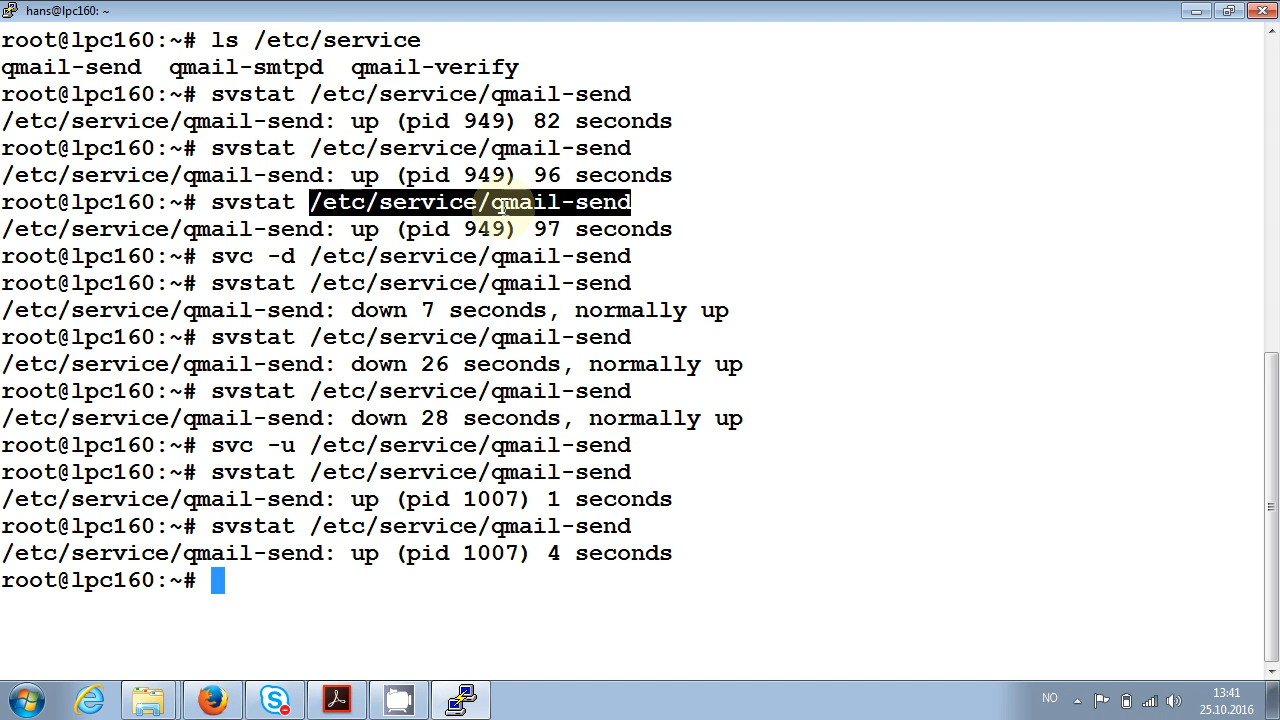 hans@lpc160: ~
root@lpc160:~# ls /etc/service
qmail-send  qmail-smtpd  qmail-verify
root@lpc160:~# svstat /etc/service/qmail-send
/etc/service/qmail-send: up (pid 949) 82 seconds
root@lpc160:~# svstat /etc/service/qmail-send
/etc/service/qmail-send: up (pid 949) 96 seconds
root@lpc160:~# svstat /etc/service/qmail-send
/etc/service/qmail-send: up (pid 949) 97 seconds
root@lpc160:~# svc -d /etc/service/qmail-send
root@lpc160:~# svstat /etc/service/qmail-send
/etc/service/qmail-send: down 7 seconds, normally up
root@lpc160:~# svstat /etc/service/qmail-send
/etc/service/qmail-send: down 26 seconds, normally up
root@lpc160:~# svstat /etc/service/qmail-send
/etc/service/qmail-send: down 28 seconds, normally up
root@lpc160:~# svc -u /etc/service/qmail-send
root@lpc160:~# svstat /etc/service/qmail-send
/etc/service/qmail-send: up (pid 1007) 1 seconds
root@lpc160:~# svstat /etc/service/qmail-send
/etc/service/qmail-send: up (pid 1007) 4 seconds
root@lpc160:~#
NO
13:41
25.10.2016